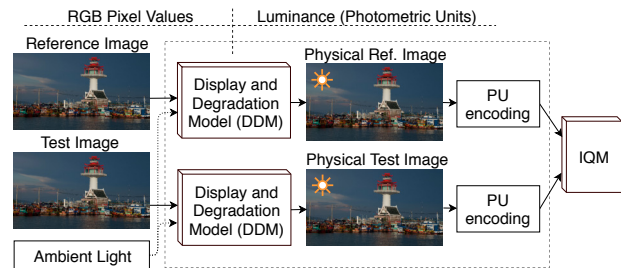 RGB Pixel Values
Luminance (Photometric Units)
Reference Image
Physical Ref. Image
Display and
Degradation
Model (DDM)
PU
encoding
Test Image
Physical Test Image
IQM
Display and
Degradation
Model (DDM)
PU
encoding
Ambient Light